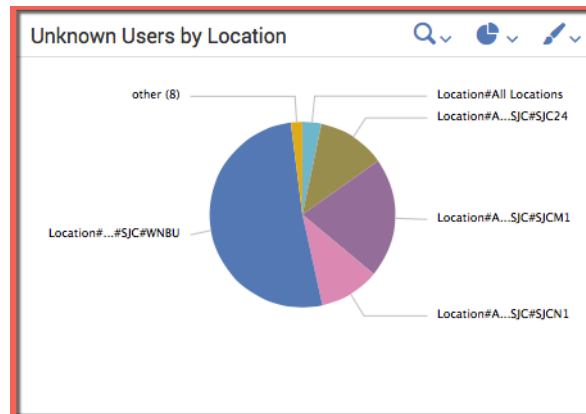 Unknown Users by Location
other (8)
Location#All Locations
Location#A...SJC#SJC24
Location#...#SJC#WNBU
Location#A...SJC#SJCM1
Location#A...SJC#SJCN1